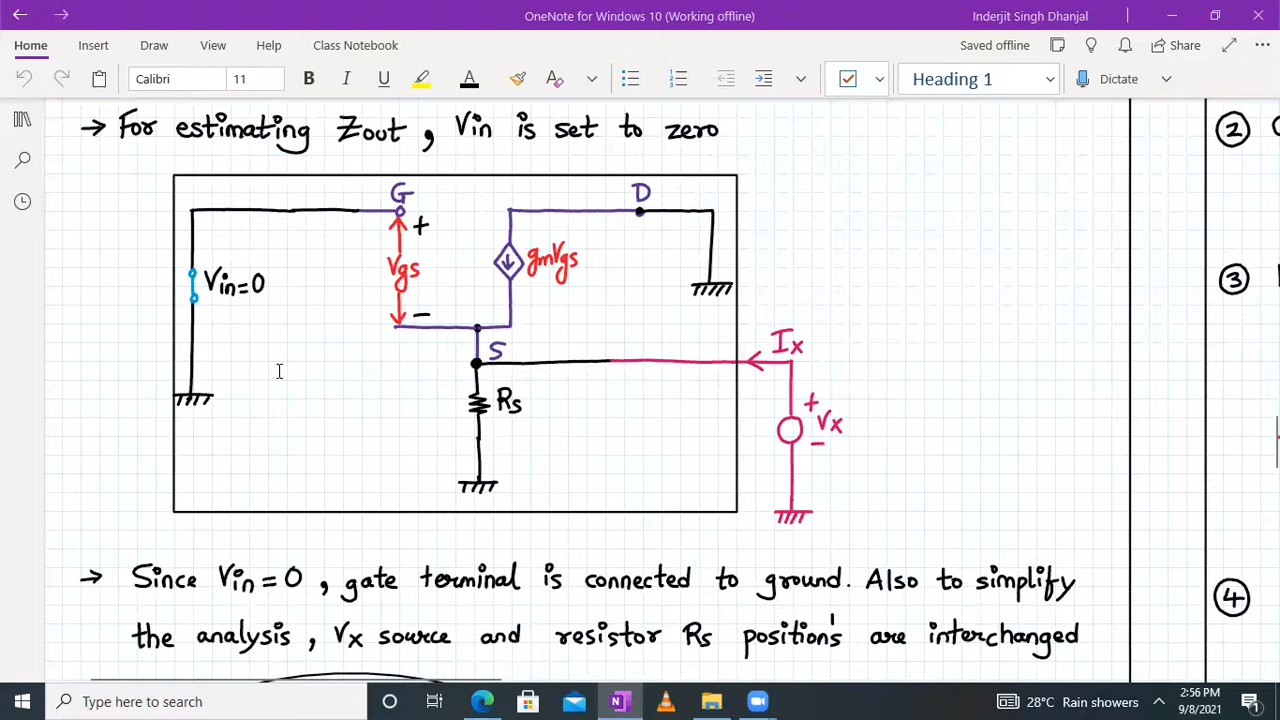 OneNote for Windows 10 (Working offline)
Inderjit Singh Dhanjal
Home Insert Draw View Help Class Notebook
Saved offline
Share
Calibri 11 B I U A Heading 1 Dictate
→ For estimating Zout, Vin is set to zero
②
G
D
+
Vgs
gmVgs
Vin=0
−
S
Ix
③
Rs
+
Vx
−
→ Since Vin=0, gate terminal is connected to ground. Also to simplify
④
the analysis, Vx source and resistor Rs position's are interchanged
Type here to search
28°C Rain showers
2:56 PM
9/8/2021
1